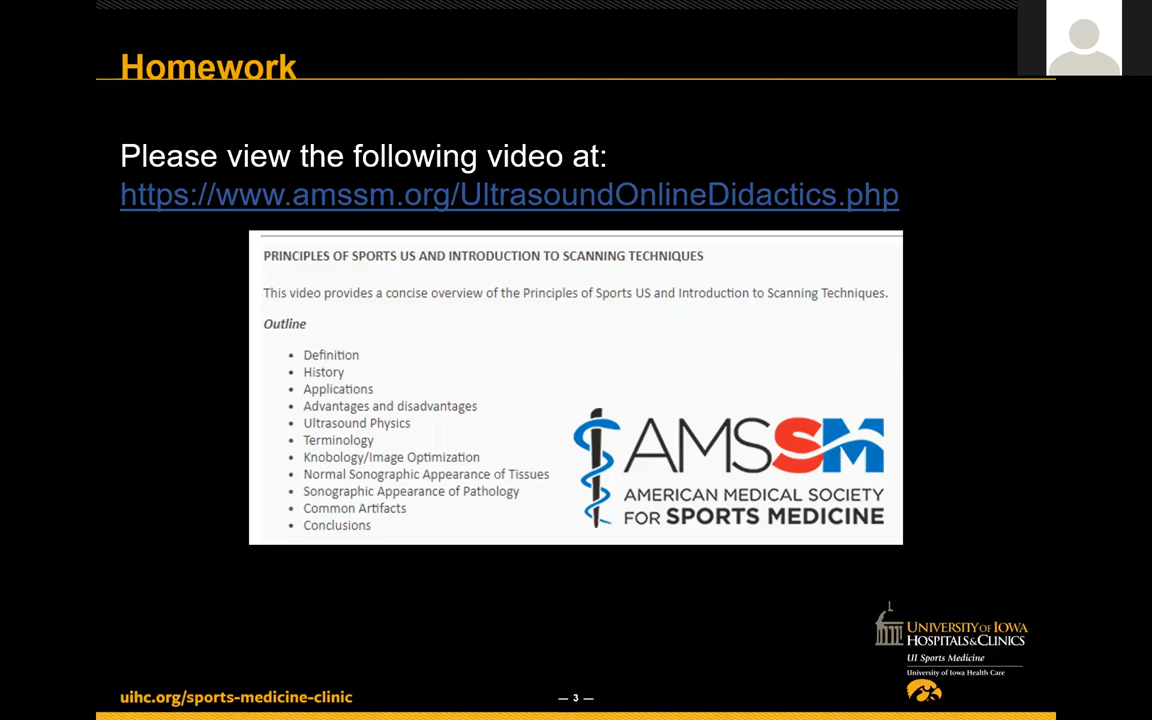 Homework
Please view the following video at:
https://www.amssm.org/UltrasoundOnlineDidactics.php
PRINCIPLES OF SPORTS US AND INTRODUCTION TO SCANNING TECHNIQUES
This video provides a concise overview of the Principles of Sports US and Introduction to Scanning Techniques.
Outline
• Definition
• History
• Applications
• Advantages and disadvantages
• Ultrasound Physics
• Terminology
• Knobology/Image Optimization
• Normal Sonographic Appearance of Tissues
• Sonographic Appearance of Pathology
• Common Artifacts
• Conclusions
AMSSM
AMERICAN MEDICAL SOCIETY
FOR SPORTS MEDICINE
UNIVERSITY OF IOWA
HOSPITALS & CLINICS
UI Sports Medicine
University of Iowa Health Care
uihc.org/sports-medicine-clinic
— 3 —